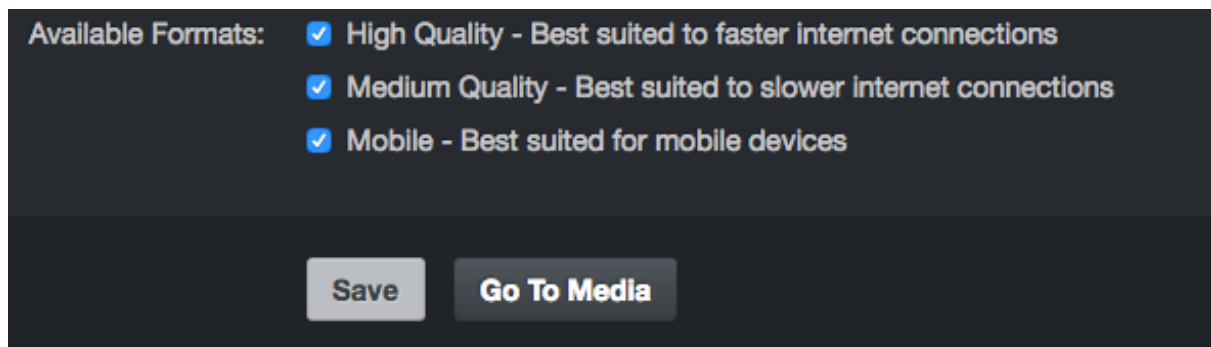 Available Formats: High Quality - Best suited to faster internet connections
Medium Quality - Best suited to slower internet connections
Mobile - Best suited for mobile devices
Save Go To Media